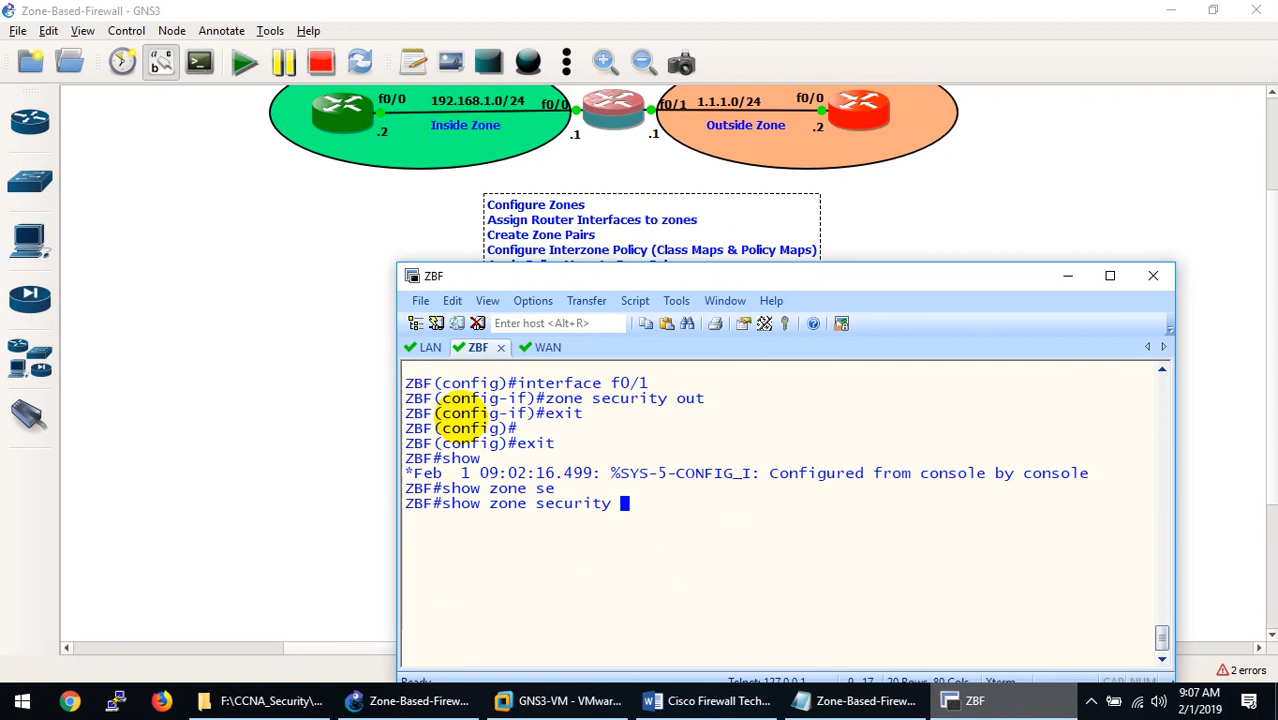 Zone-Based-Firewall - GNS3
File Edit View Control Node Annotate Tools Help
f0/0 192.168.1.0/24 f0/0 f0/1 1.1.1.0/24 f0/0
.2 Inside Zone .1 .1 Outside Zone .2
Configure Zones
Assign Router Interfaces to zones
Create Zone Pairs
Configure Interzone Policy (Class Maps & Policy Maps)
ZBF
File Edit View Options Transfer Script Tools Window Help
Enter host <Alt+R>
LAN ZBF WAN
ZBF(config)#interface f0/1
ZBF(config-if)#zone security out
ZBF(config-if)#exit
ZBF(config)#
ZBF(config)#exit
ZBF#show
*Feb  1 09:02:16.499: %SYS-5-CONFIG_I: Configured from console by console
ZBF#show zone se
ZBF#show zone security
2 errors
F:\CCNA_Security\... Zone-Based-Firewall... GNS3-VM - VMwar... Cisco Firewall Tech... Zone-Based-Firewal... ZBF
9:07 AM
2/1/2019